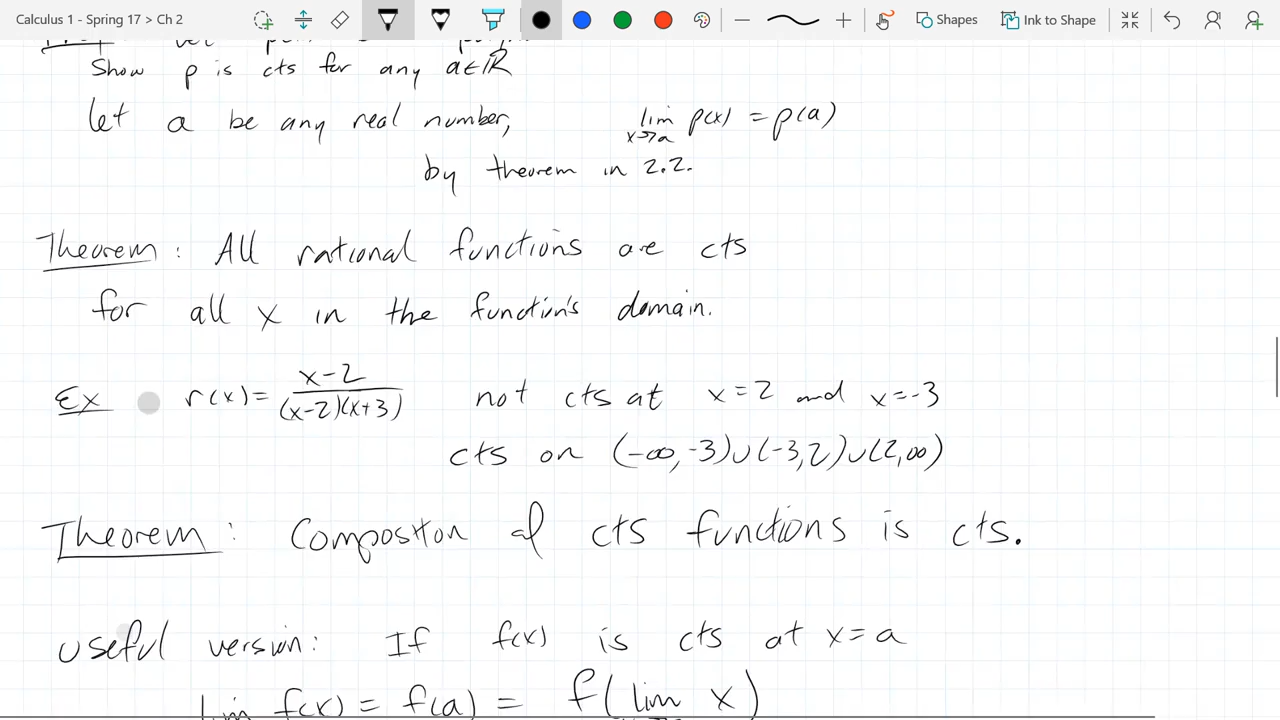 Calculus 1 - Spring 17 > Ch 2
Shapes
Ink to Shape
Show p is cts for any a∈ℝ
let a be any real number,
lim x→a p(x) = p(a)
by theorem in 2.2.
Theorem: All rational functions are cts
for all x in the function's domain.
Ex r(x) = (x-2)/((x-2)(x+3)) not cts at x=2 and x=-3
cts on (-∞,-3)∪(-3,2)∪(2,∞)
Theorem: Compositon of cts functions is cts.
Useful version: If f(x) is cts at x=a
lim f(x) = f(a) = f(lim x)